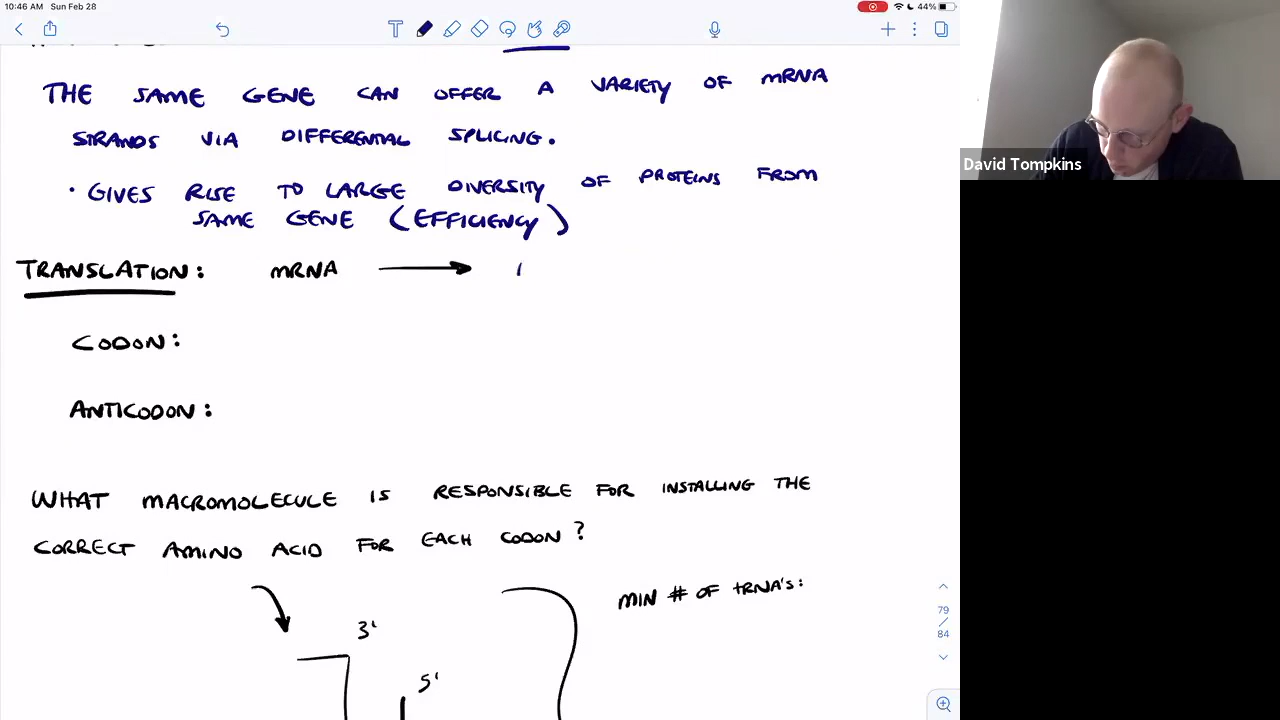 10:46 AM Sun Feb 28
44%
David Tompkins
THE SAME GENE CAN OFFER A VARIETY OF mRNA
STRANDS VIA DIFFERENTIAL SPLICING.
• GIVES RISE TO LARGE DIVERSITY OF PROTEINS FROM
SAME GENE (EFFICIENCY)
TRANSLATION: mRNA
CODON:
ANTICODON:
WHAT MACROMOLECULE IS RESPONSIBLE FOR INSTALLING THE
CORRECT AMINO ACID FOR EACH CODON?
MIN # OF tRNA'S:
3'
5'
79
/
84